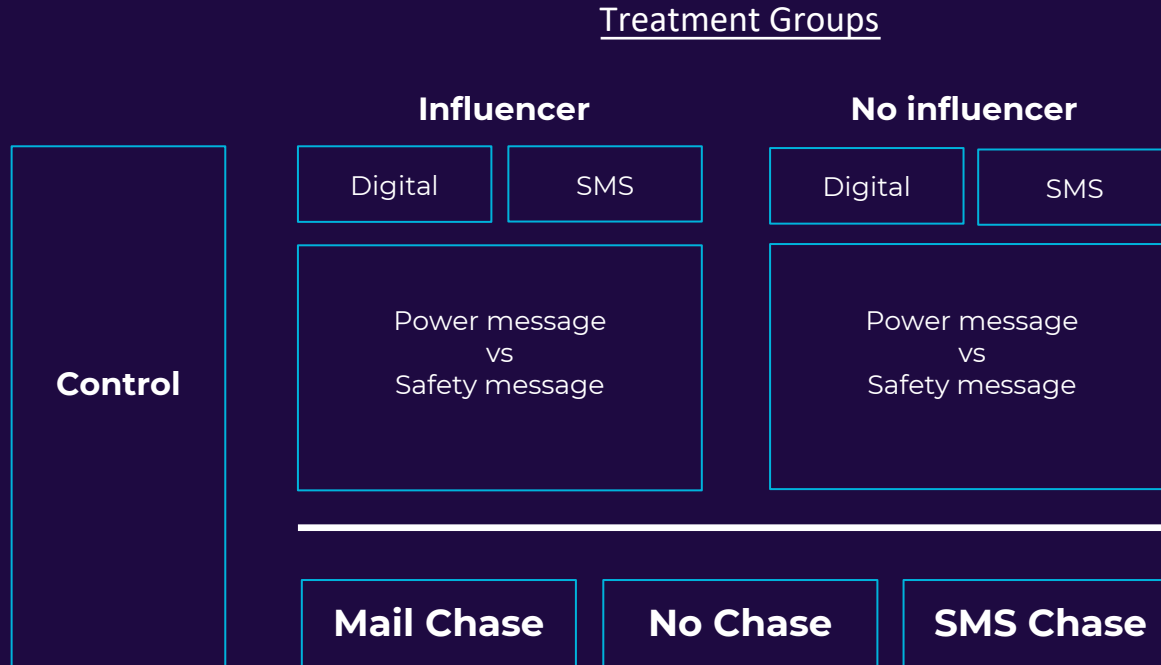 Treatment Groups
Influencer
No influencer
Digital
SMS
Digital
SMS
Power message
vs
Safety message
Power message
vs
Safety message
Control
Mail Chase
No Chase
SMS Chase